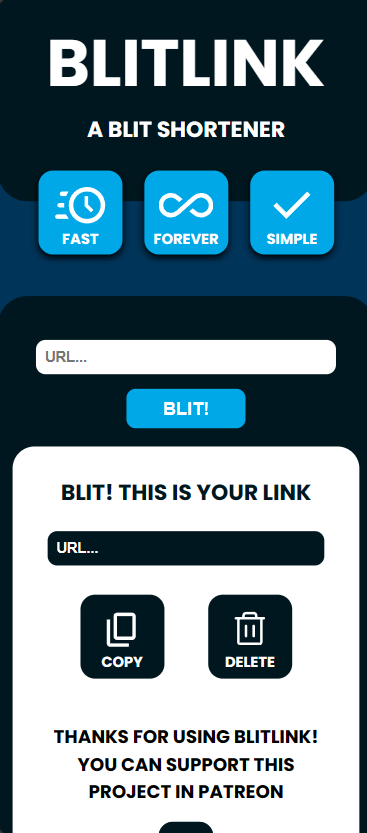 BLITLINK
A BLIT SHORTENER
FAST
FOREVER
SIMPLE
URL...
BLIT!
BLIT! THIS IS YOUR LINK
URL...
COPY
DELETE
THANKS FOR USING BLITLINK!
YOU CAN SUPPORT THIS
PROJECT IN PATREON